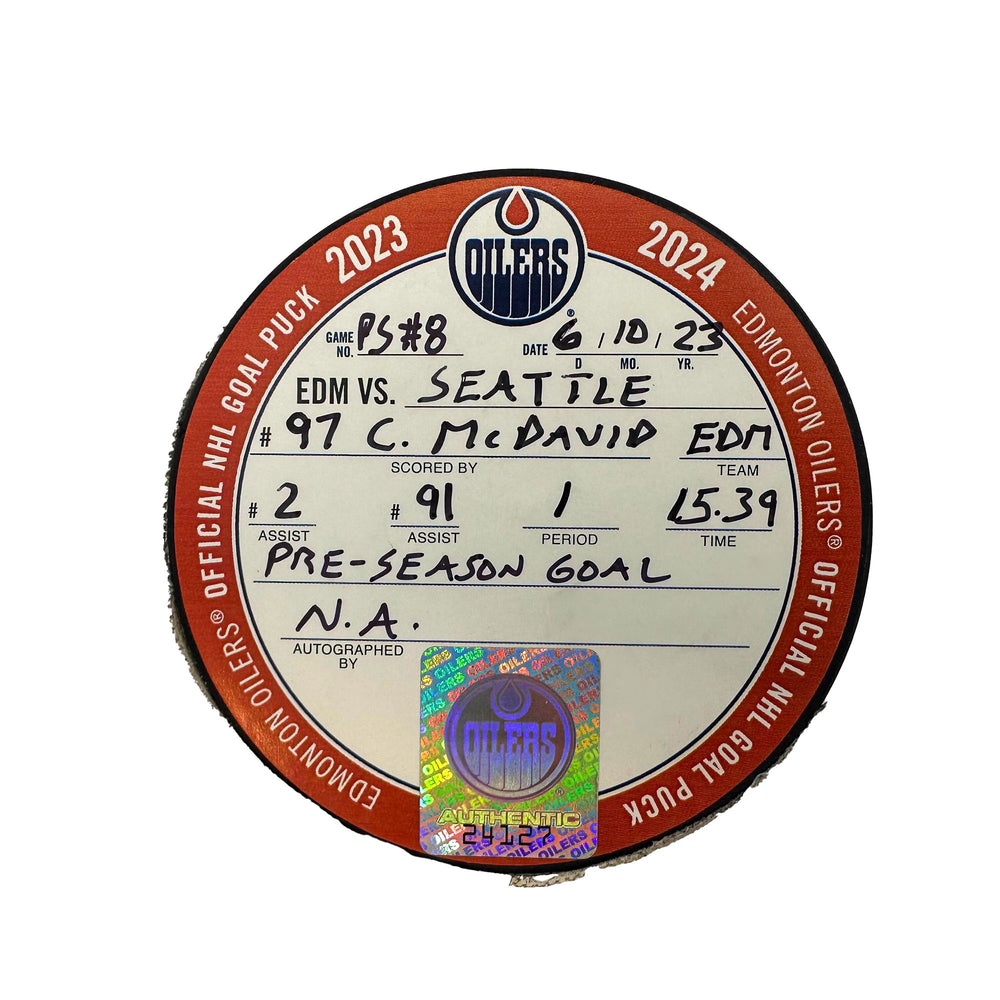 2023
2024
EDMONTON OILERS® OFFICIAL NHL GOAL PUCK
EDMONTON OILERS® OFFICIAL NHL GOAL PUCK
OILERS
®
GAME NO. PS#8 DATE 6 / 10 / 23
D MO. YR.
EDM VS. SEATTLE
# 97 C. McDAVID EDM
SCORED BY TEAM
# 2 # 91 1 15.39
ASSIST ASSIST PERIOD TIME
PRE-SEASON GOAL
N.A.
AUTOGRAPHED BY
OILERS
®
AUTHENTIC
24127